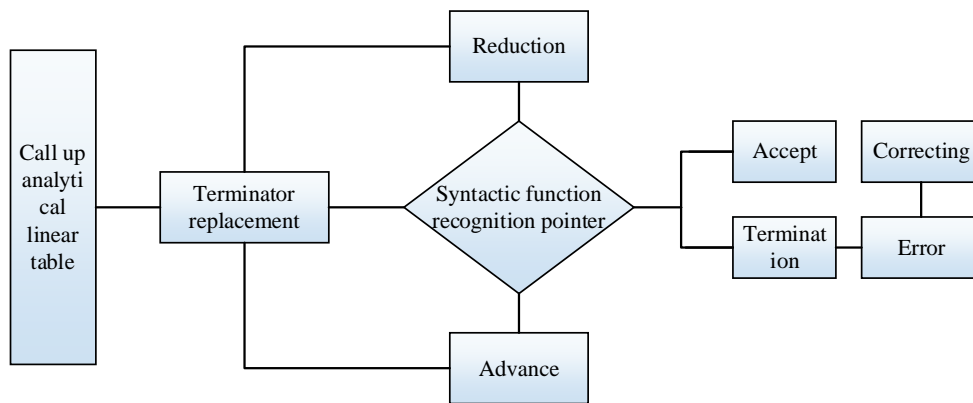 Reduction
Call up
analyti
cal
linear
table
Terminator
replacement
Syntactic function
recognition pointer
Accept
Correcting
Terminat
ion
Error
Advance